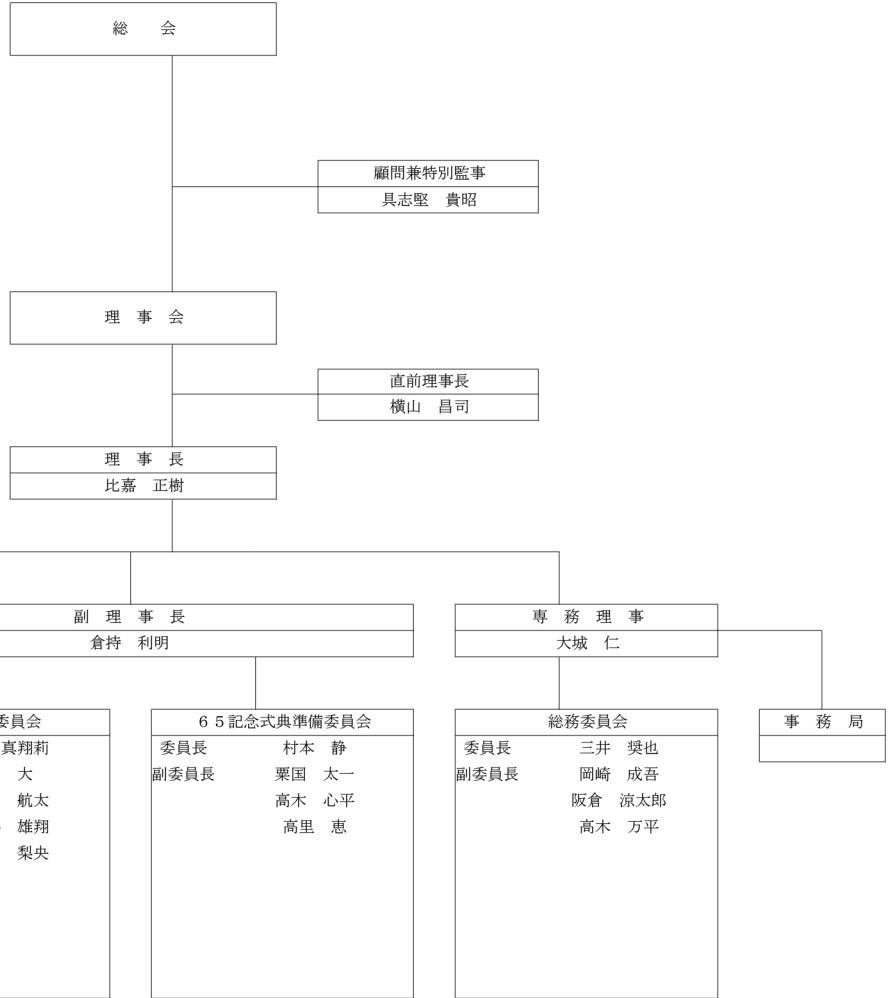 総　　会
顧問兼特別監事
具志堅　貴昭
理　事　会
直前理事長
横山　昌司
理　事　長
比嘉　正樹
副　理　事　長
倉持　利明
専　務　理　事
大城　仁
委員会
真翔莉
大
航太
雄翔
梨央
６５記念式典準備委員会
委員長　村本　静
副委員長　粟国　太一
高木　心平
高里　恵
総務委員会
委員長　三井　奨也
副委員長　岡崎　成吾
阪倉　涼太郎
高木　万平
事　務　局